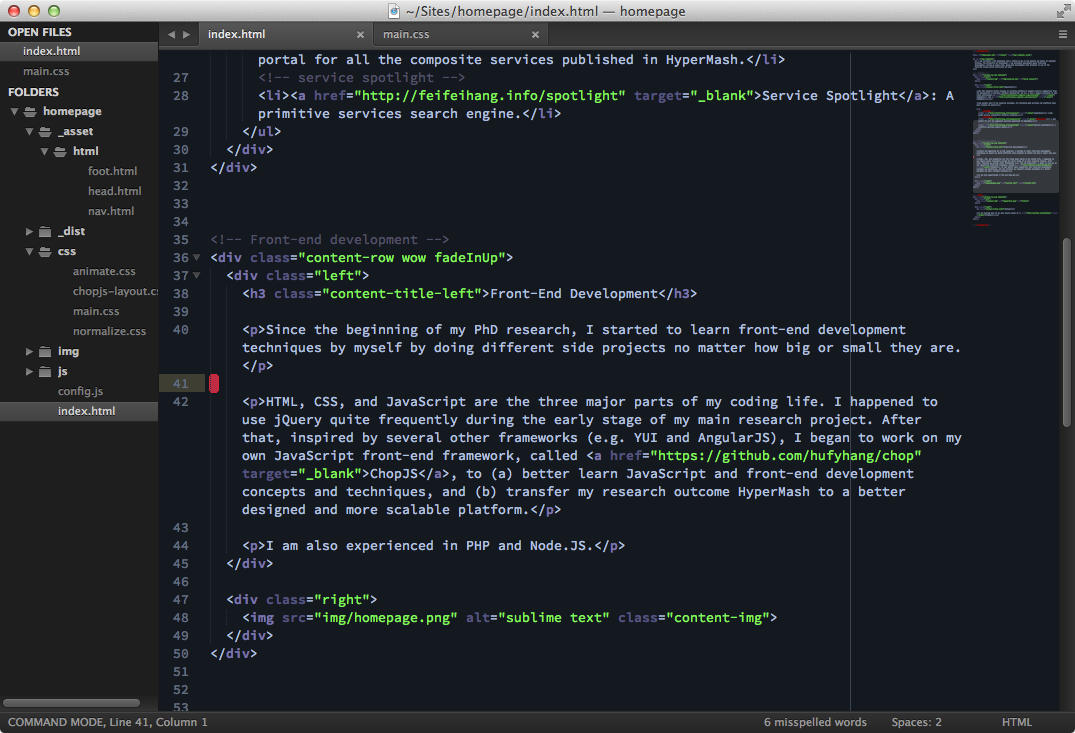 ~/Sites/homepage/index.html — homepage
OPEN FILES
index.html
main.css
FOLDERS
homepage
_asset
html
foot.html
head.html
nav.html
_dist
css
animate.css
chopjs-layout.cs
main.css
normalize.css
img
js
config.js
index.html
index.html ×
main.css ×
portal for all the composite services published in HyperMash.</li>
27 <!-- service spotlight -->
28 <li><a href="http://feifeihang.info/spotlight" target="_blank">Service Spotlight</a>: A
primitive services search engine.</li>
29 </ul>
30 </div>
31 </div>
32
33
34
35 <!-- Front-end development -->
36 <div class="content-row wow fadeInUp">
37 <div class="left">
38 <h3 class="content-title-left">Front-End Development</h3>
39
40 <p>Since the beginning of my PhD research, I started to learn front-end development
techniques by myself by doing different side projects no matter how big or small they are.
</p>
41
42 <p>HTML, CSS, and JavaScript are the three major parts of my coding life. I happened to
use jQuery quite frequently during the early stage of my main research project. After
that, inspired by several other frameworks (e.g. YUI and AngularJS), I began to work on my
own JavaScript front-end framework, called <a href="https://github.com/hufyhang/chop"
target="_blank">ChopJS</a>, to (a) better learn JavaScript and front-end development
concepts and techniques, and (b) transfer my research outcome HyperMash to a better
designed and more scalable platform.</p>
43
44 <p>I am also experienced in PHP and Node.JS.</p>
45 </div>
46
47 <div class="right">
48 <img src="img/homepage.png" alt="sublime text" class="content-img">
49 </div>
50 </div>
51
52
53
COMMAND MODE, Line 41, Column 1
6 misspelled words
Spaces: 2
HTML